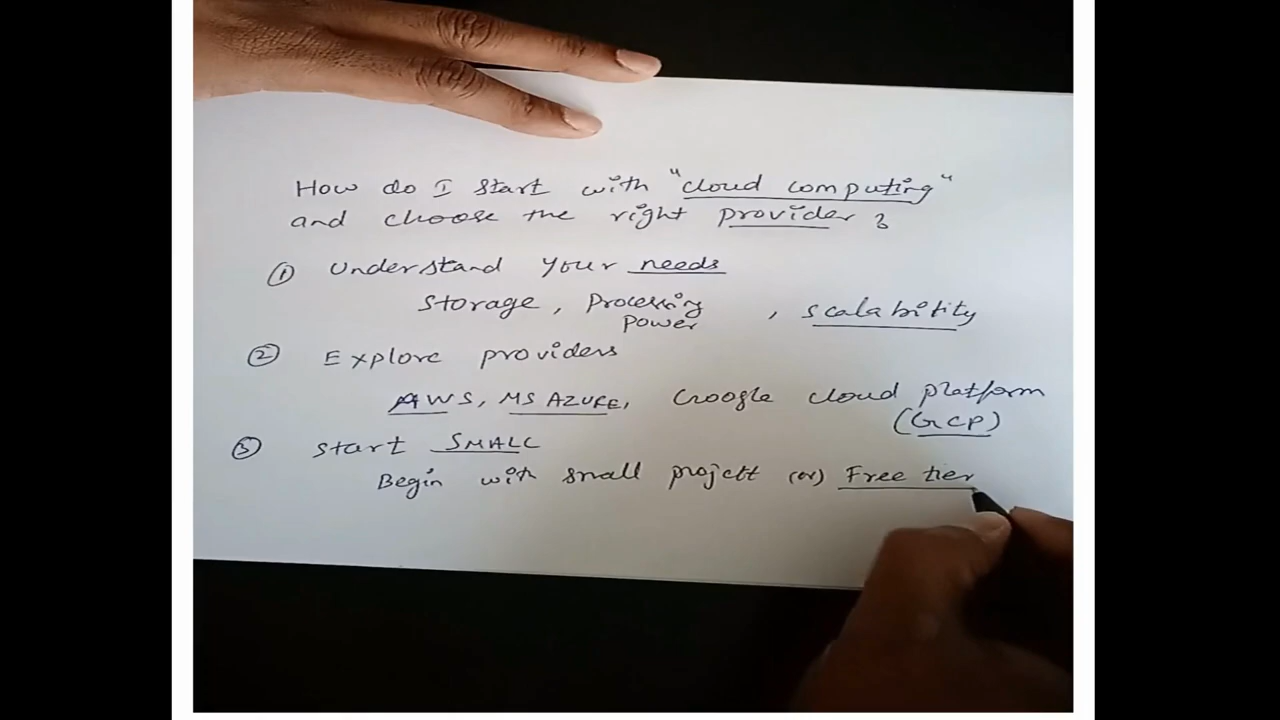 How do I start with "cloud computing"
and choose the right provider ?
① Understand your needs
Storage, Processing power, scalability
② Explore providers
AWS, MS AZURE, Google cloud platform
(GCP)
③ start SMALL
Begin with small project (or) Free tier